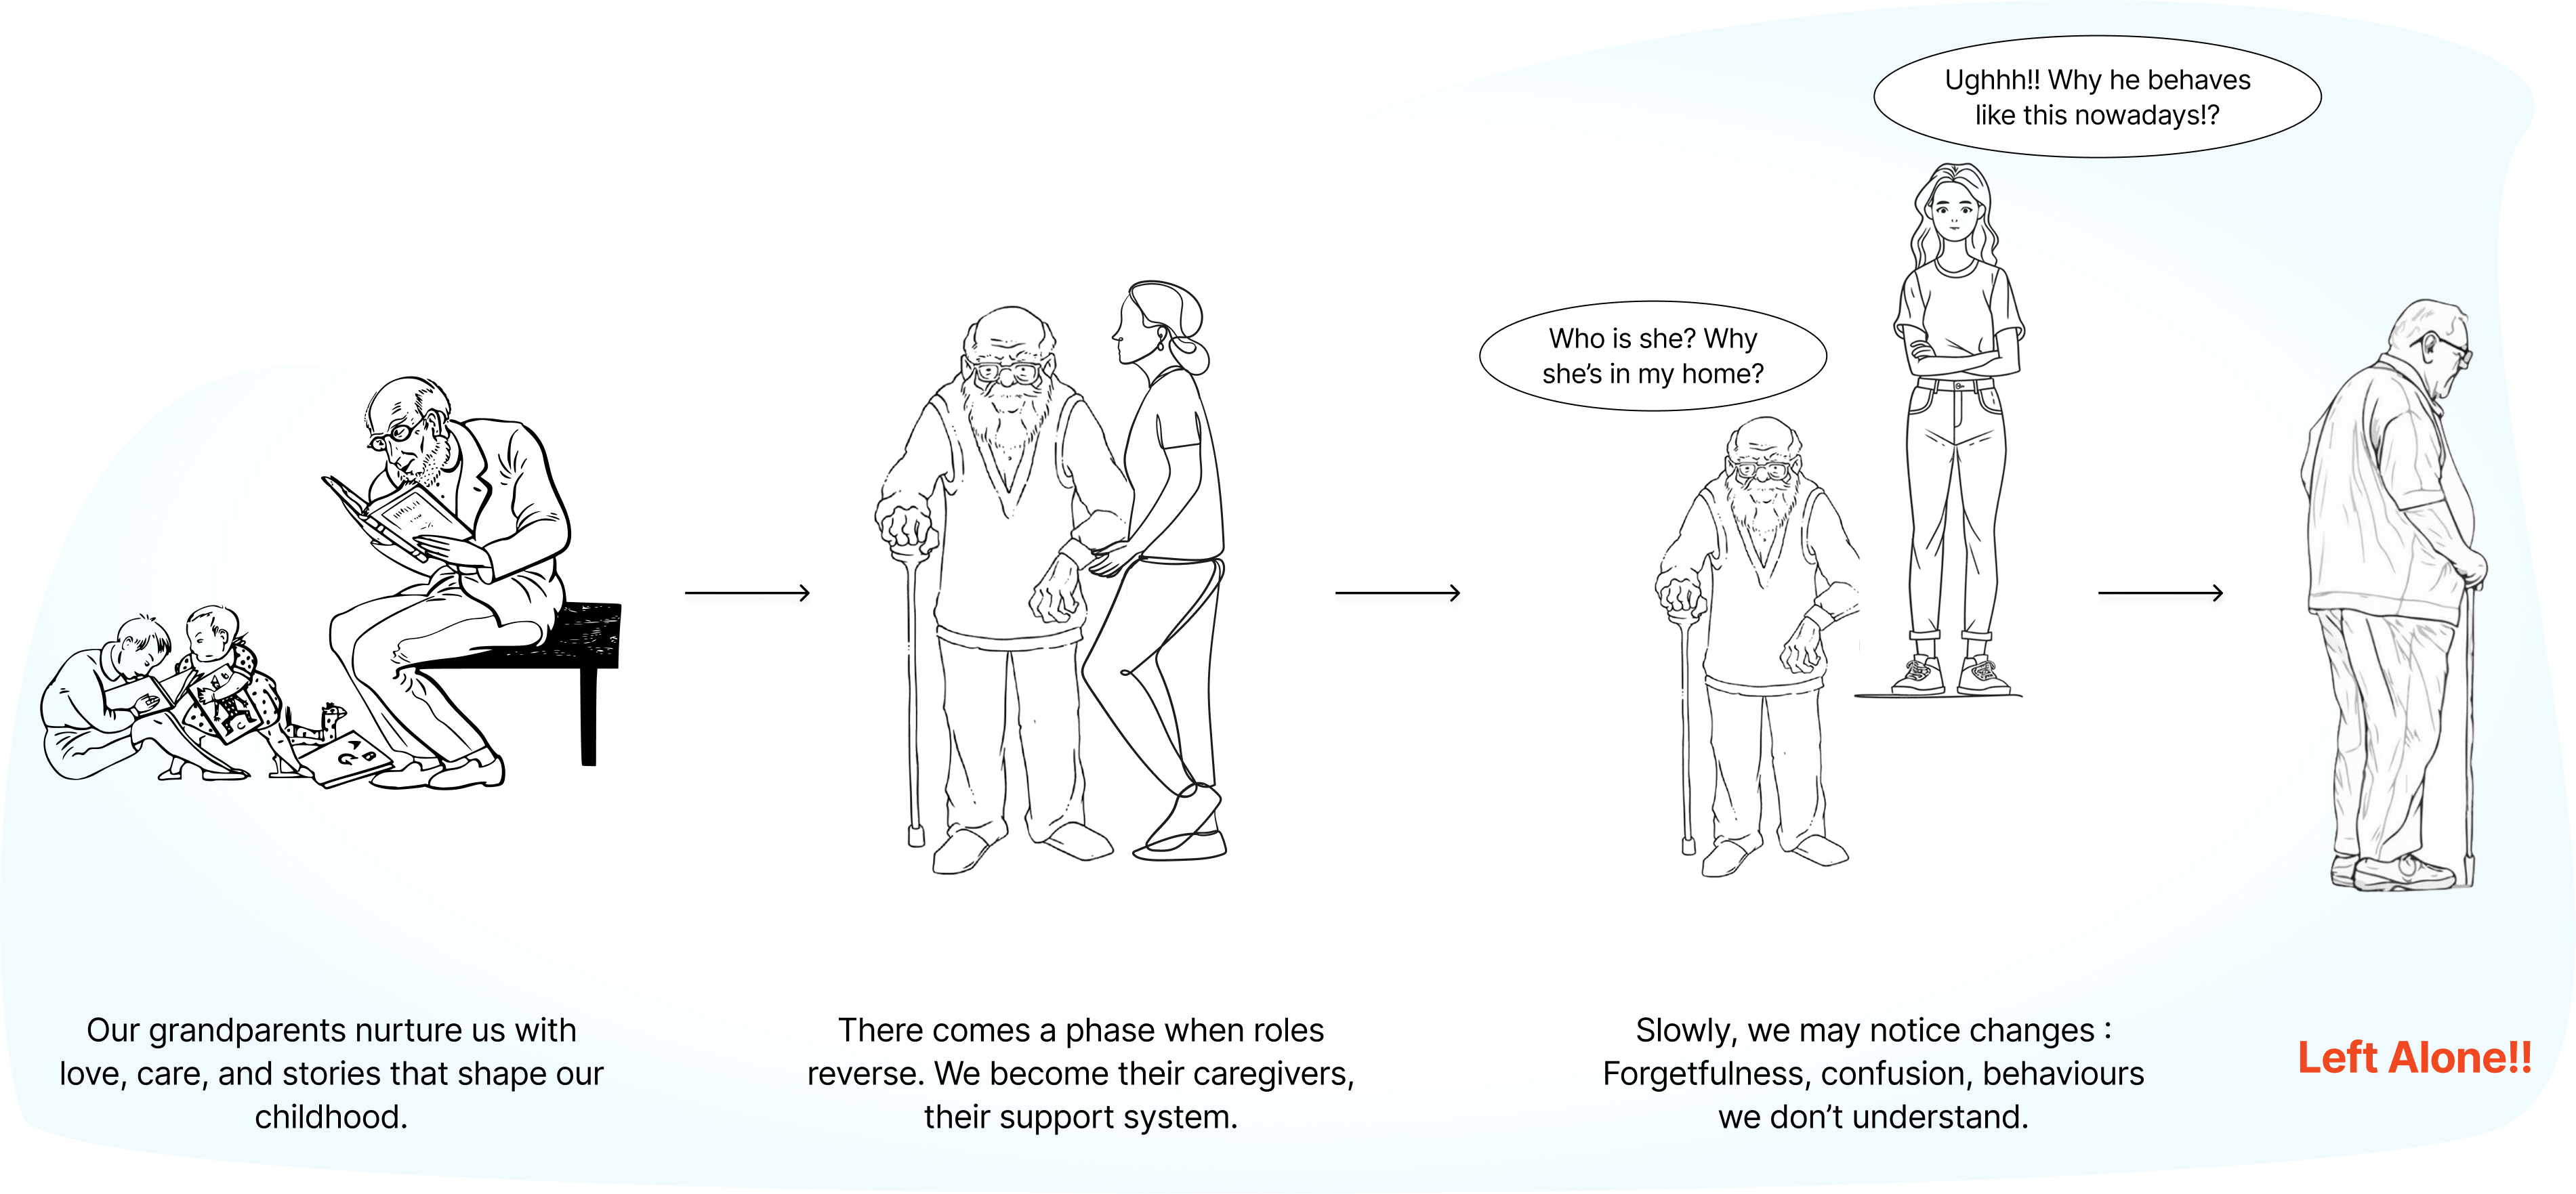 Ughhh!! Why he behaves
like this nowadays!?
Who is she? Why
she’s in my home?
A B
C
Our grandparents nurture us with
love, care, and stories that shape our
childhood.
There comes a phase when roles
reverse. We become their caregivers,
their support system.
Slowly, we may notice changes :
Forgetfulness, confusion, behaviours
we don’t understand.
Left Alone!!